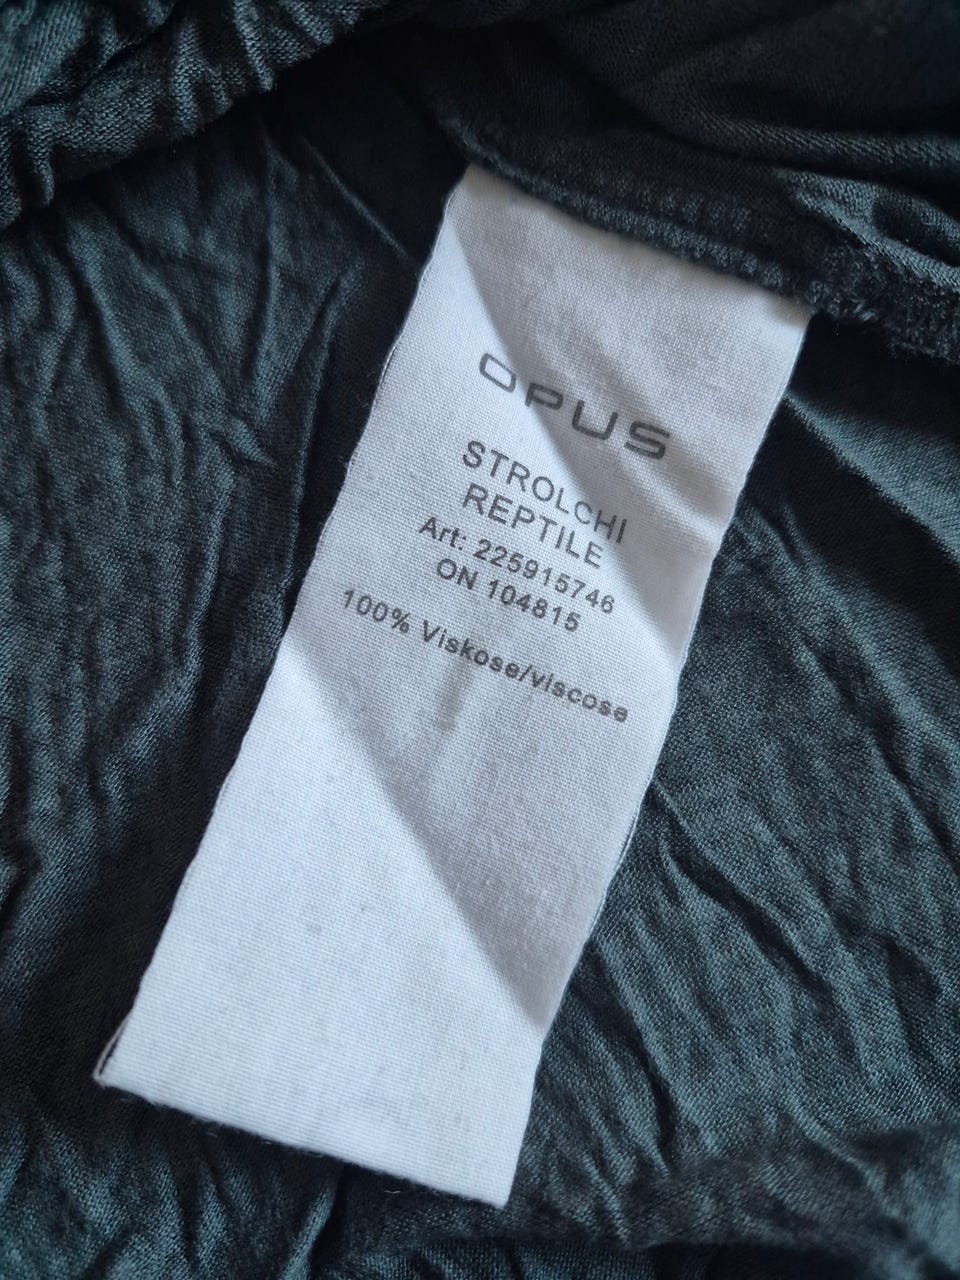 OPUS
STROLCHI
REPTILE
Art: 225915746
ON 104815
100% Viskose/viscose